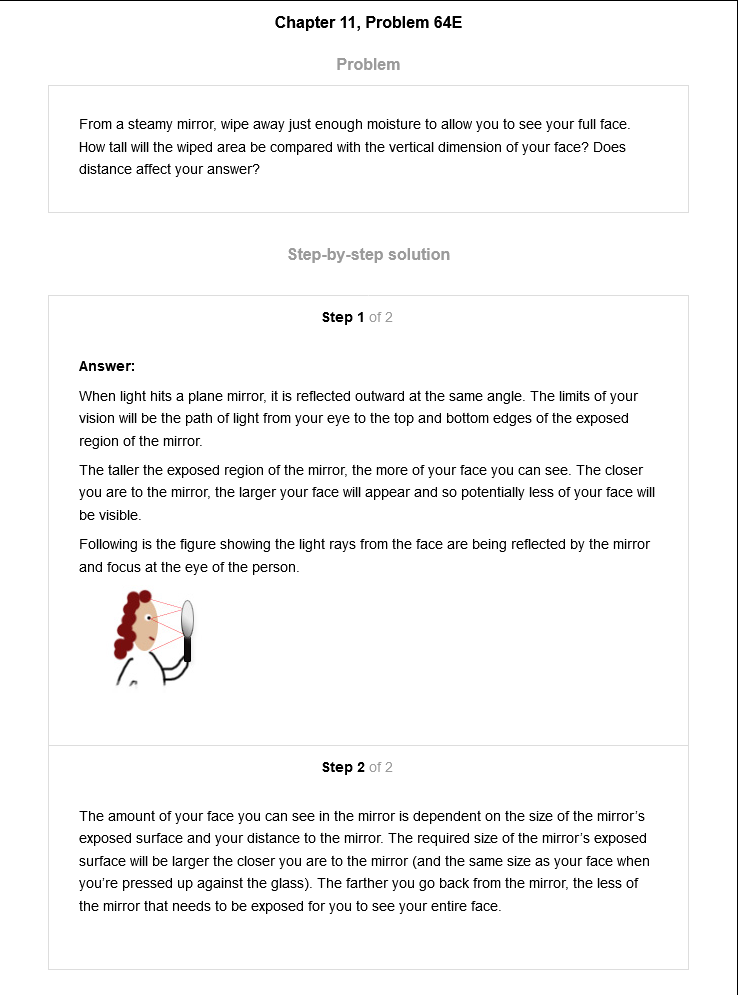 Chapter 11, Problem 64E
Problem
From a steamy mirror, wipe away just enough moisture to allow you to see your full face.
How tall will the wiped area be compared with the vertical dimension of your face? Does
distance affect your answer?
Step-by-step solution
Step 1 of 2
Answer:
When light hits a plane mirror, it is reflected outward at the same angle. The limits of your
vision will be the path of light from your eye to the top and bottom edges of the exposed
region of the mirror.
The taller the exposed region of the mirror, the more of your face you can see. The closer
you are to the mirror, the larger your face will appear and so potentially less of your face will
be visible.
Following is the figure showing the light rays from the face are being reflected by the mirror
and focus at the eye of the person.
Step 2 of 2
The amount of your face you can see in the mirror is dependent on the size of the mirror’s
exposed surface and your distance to the mirror. The required size of the mirror’s exposed
surface will be larger the closer you are to the mirror (and the same size as your face when
you’re pressed up against the glass). The farther you go back from the mirror, the less of
the mirror that needs to be exposed for you to see your entire face.